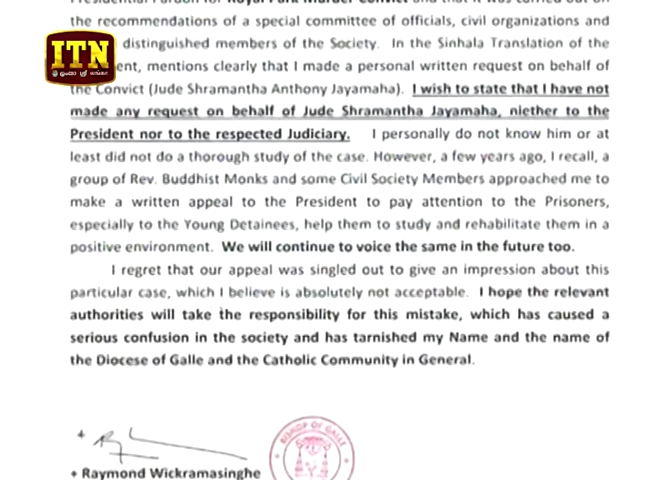 Presidential Pardon for Royal Park Murder Convict and that it was carried out on
the recommendations of a special committee of officials, civil organizations and
distinguished members of the Society. In the Sinhala Translation of the
ent, mentions clearly that I made a personal written request on behalf of
the Convict (Jude Shramantha Anthony Jayamaha). I wish to state that I have not
made any request on behalf of Jude Shramantha Jayamaha, niether to the
President nor to the respected Judiciary. I personally do not know him or at
least did not do a thorough study of the case. However, a few years ago, I recall, a
group of Rev. Buddhist Monks and some Civil Society Members approached me to
make a written appeal to the President to pay attention to the Prisoners,
especially to the Young Detainees, help them to study and rehabilitate them in a
positive environment. We will continue to voice the same in the future too.
I regret that our appeal was singled out to give an impression about this
particular case, which I believe is absolutely not acceptable. I hope the relevant
authorities will take the responsibility for this mistake, which has caused a
serious confusion in the society and has tarnished my Name and the name of
the Diocese of Galle and the Catholic Community in General.
+ Raymond Wickramasinghe
BISHOP OF GALLE
ITN